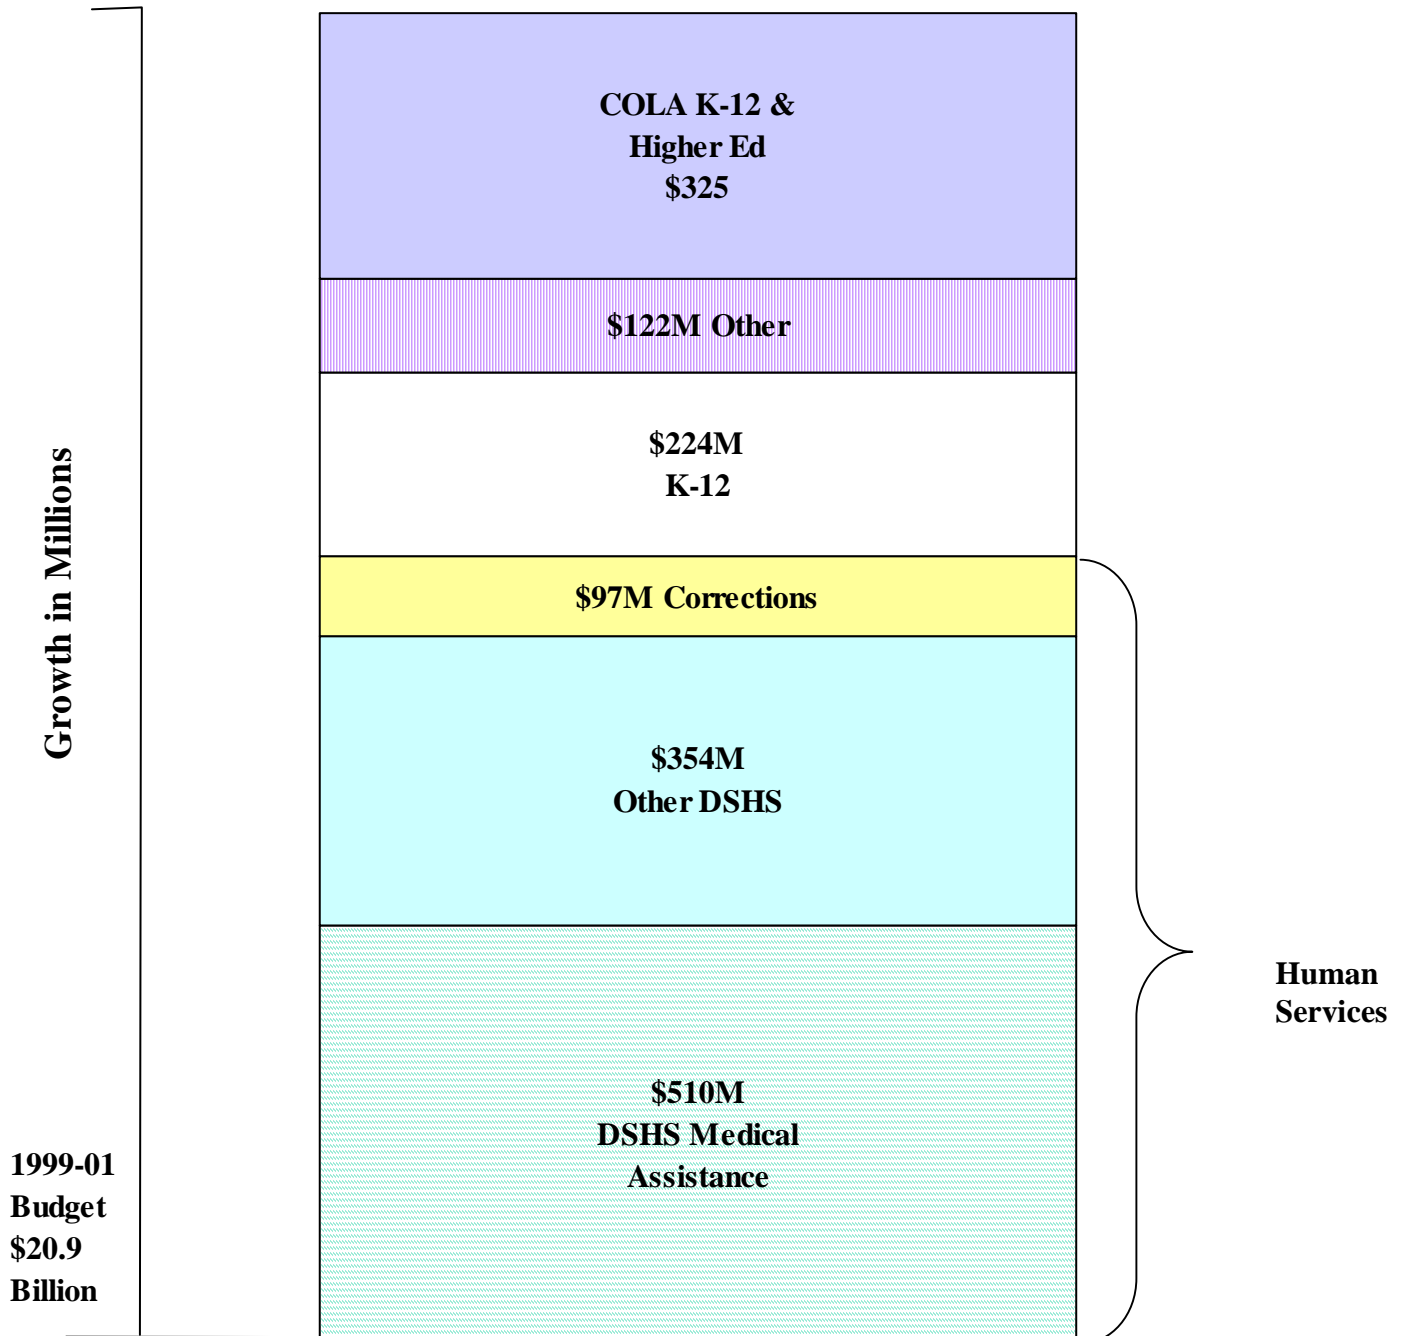 COLA K-12 &
Higher Ed
$325
$122M Other
$224M
K-12
$97M Corrections
$354M
Other DSHS
$510M
DSHS Medical
Assistance
Growth in Millions
1999-01
Budget
$20.9
Billion
Human
Services